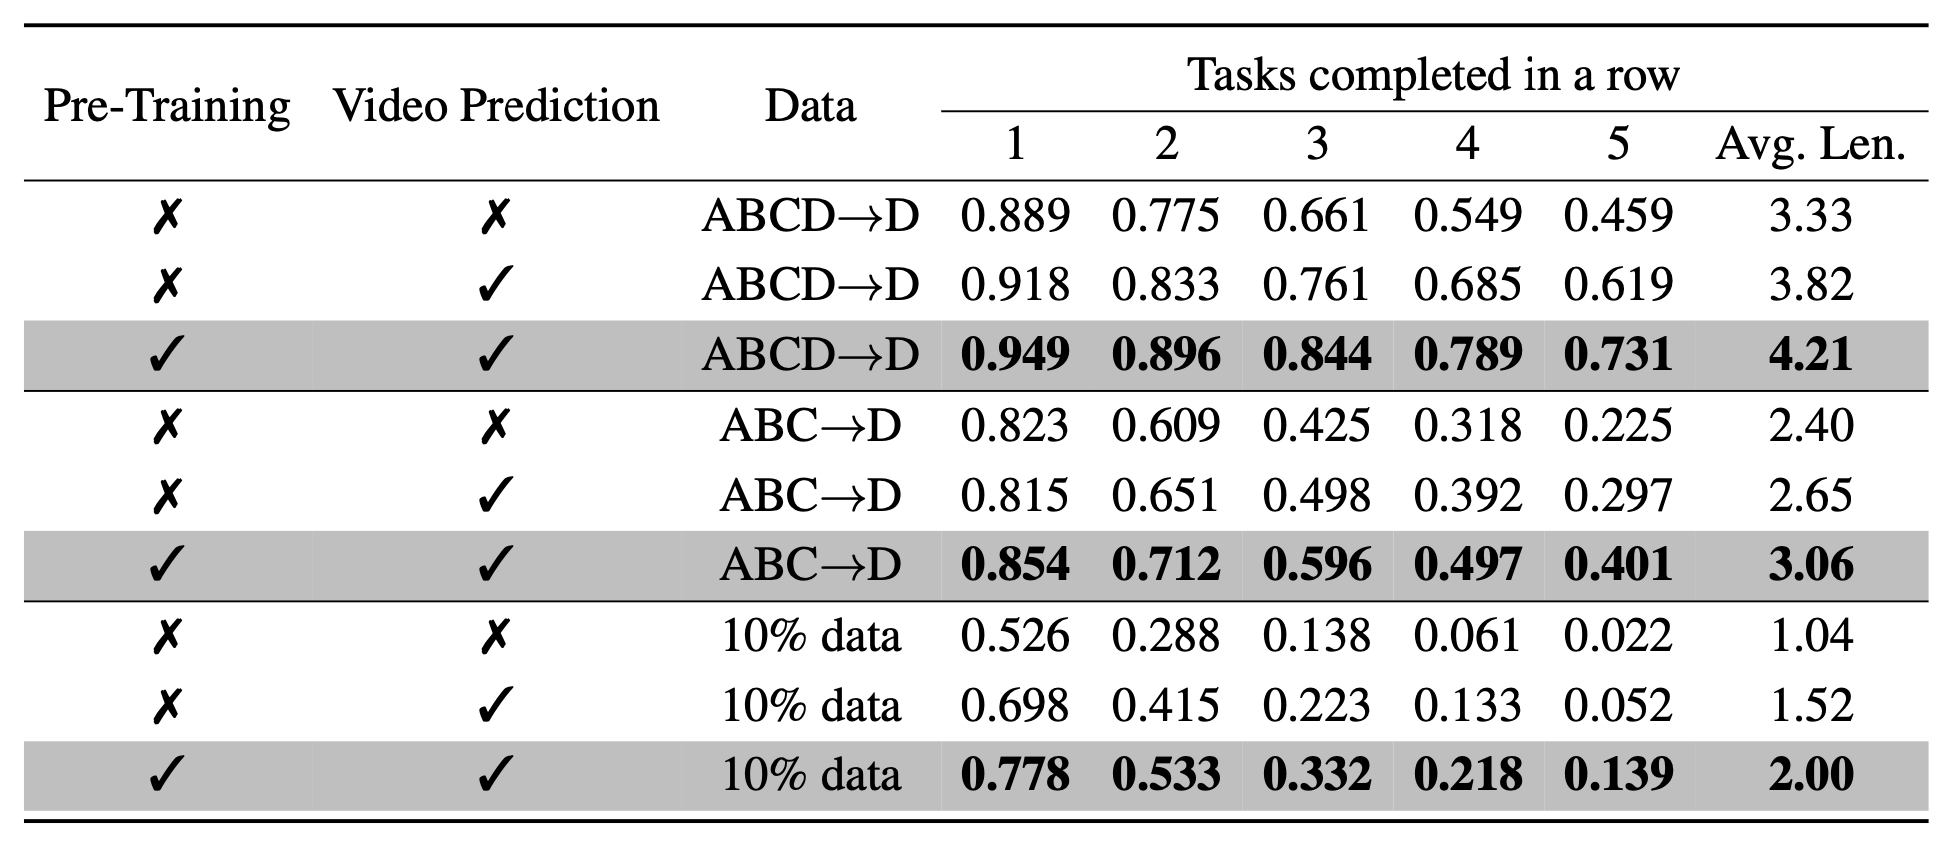 Tasks completed in a row
Pre-Training Video Prediction Data
1 2 3 4 5 Avg. Len.
✗ ✗ ABCD→D 0.889 0.775 0.661 0.549 0.459 3.33
✗ ✓ ABCD→D 0.918 0.833 0.761 0.685 0.619 3.82
✓ ✓ ABCD→D 0.949 0.896 0.844 0.789 0.731 4.21
✗ ✗ ABC→D 0.823 0.609 0.425 0.318 0.225 2.40
✗ ✓ ABC→D 0.815 0.651 0.498 0.392 0.297 2.65
✓ ✓ ABC→D 0.854 0.712 0.596 0.497 0.401 3.06
✗ ✗ 10% data 0.526 0.288 0.138 0.061 0.022 1.04
✗ ✓ 10% data 0.698 0.415 0.223 0.133 0.052 1.52
✓ ✓ 10% data 0.778 0.533 0.332 0.218 0.139 2.00